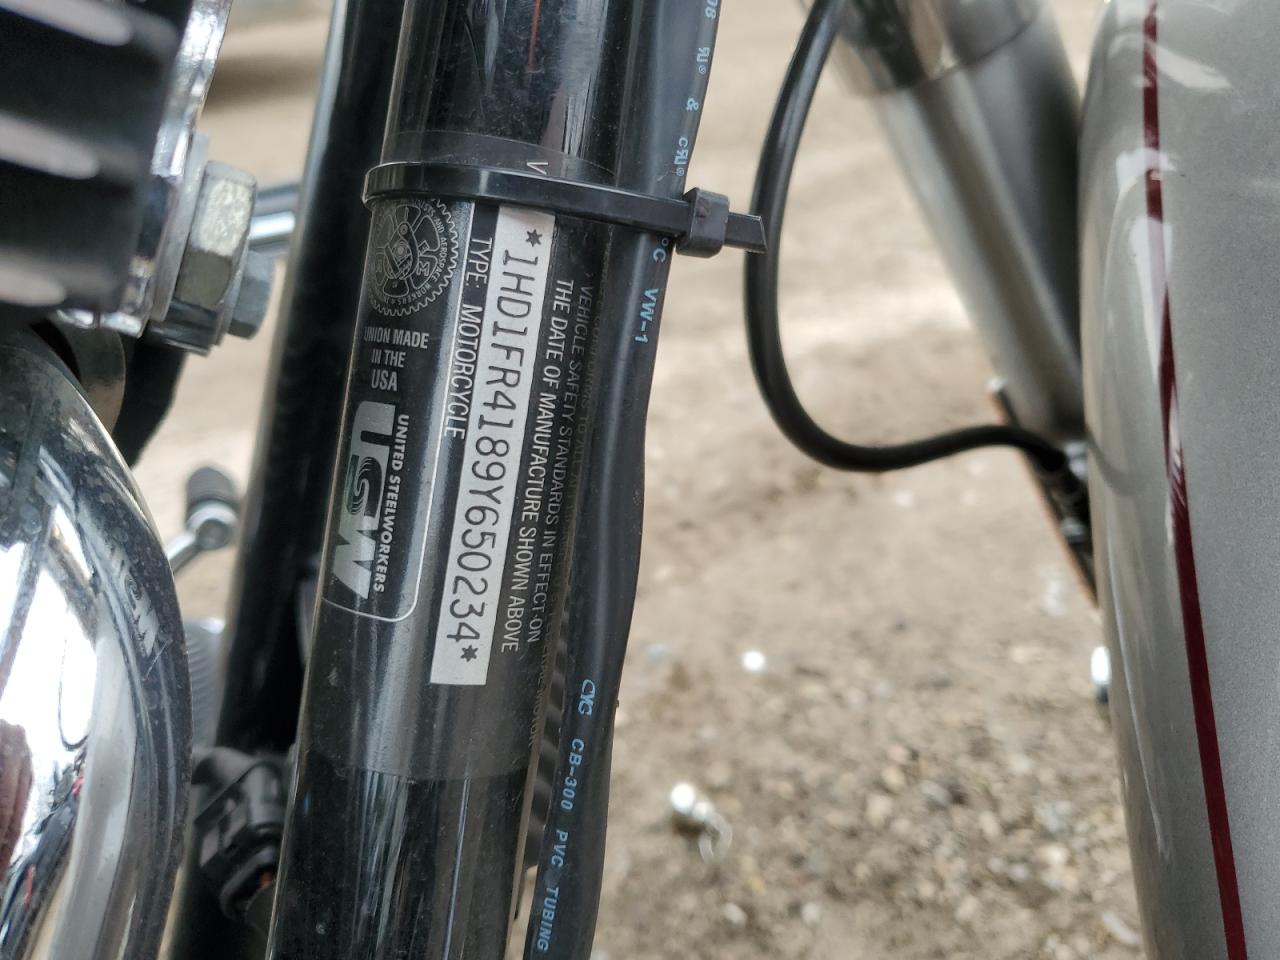 UNION MADE
IN THE
USA
UNITED STEELWORKERS
USW
TYPE: MOTORCYCLE
*1HD1FR4189Y650234*
VEHICLE SAFETY STANDARDS IN EFFECT ON
THE DATE OF MANUFACTURE SHOWN ABOVE
VW-1
CYG CB-300 PVC TUBING